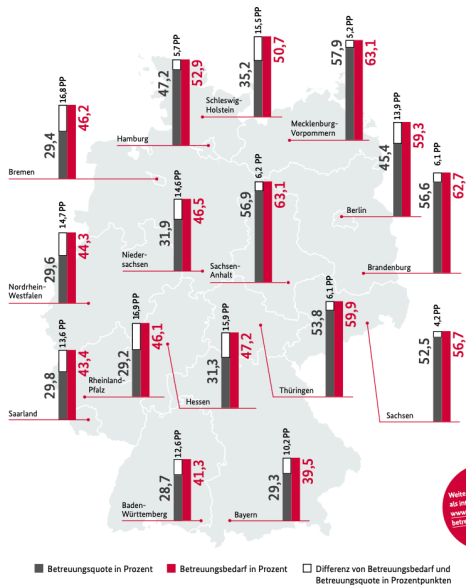 15,5 PP
50,7
35,2
Schleswig-
Holstein
5,7 PP
52,9
47,2
Hamburg
5,2 PP
63,1
57,9
Mecklenburg-
Vorpommern
16,8 PP
46,2
29,4
Bremen
13,9 PP
59,3
45,4
Berlin
6,1 PP
62,7
56,6
Brandenburg
14,6 PP
46,5
31,9
Nieder-
sachsen
6,2 PP
63,1
56,9
Sachsen-
Anhalt
14,7 PP
44,3
29,6
Nordrhein-
Westfalen
13,6 PP
43,4
29,8
Saarland
16,9 PP
46,1
29,2
Rheinland-
Pfalz
15,9 PP
47,2
31,3
Hessen
6,1 PP
59,9
53,8
Thüringen
4,2 PP
56,7
52,5
Sachsen
12,6 PP
41,3
28,7
Baden-
Württemberg
10,2 PP
39,5
29,3
Bayern
Weite
als in
www
betre
Betreuungsquote in Prozent
Betreuungsbedarf in Prozent
Differenz von Betreuungsbedarf und
Betreuungsquote in Prozentpunkten